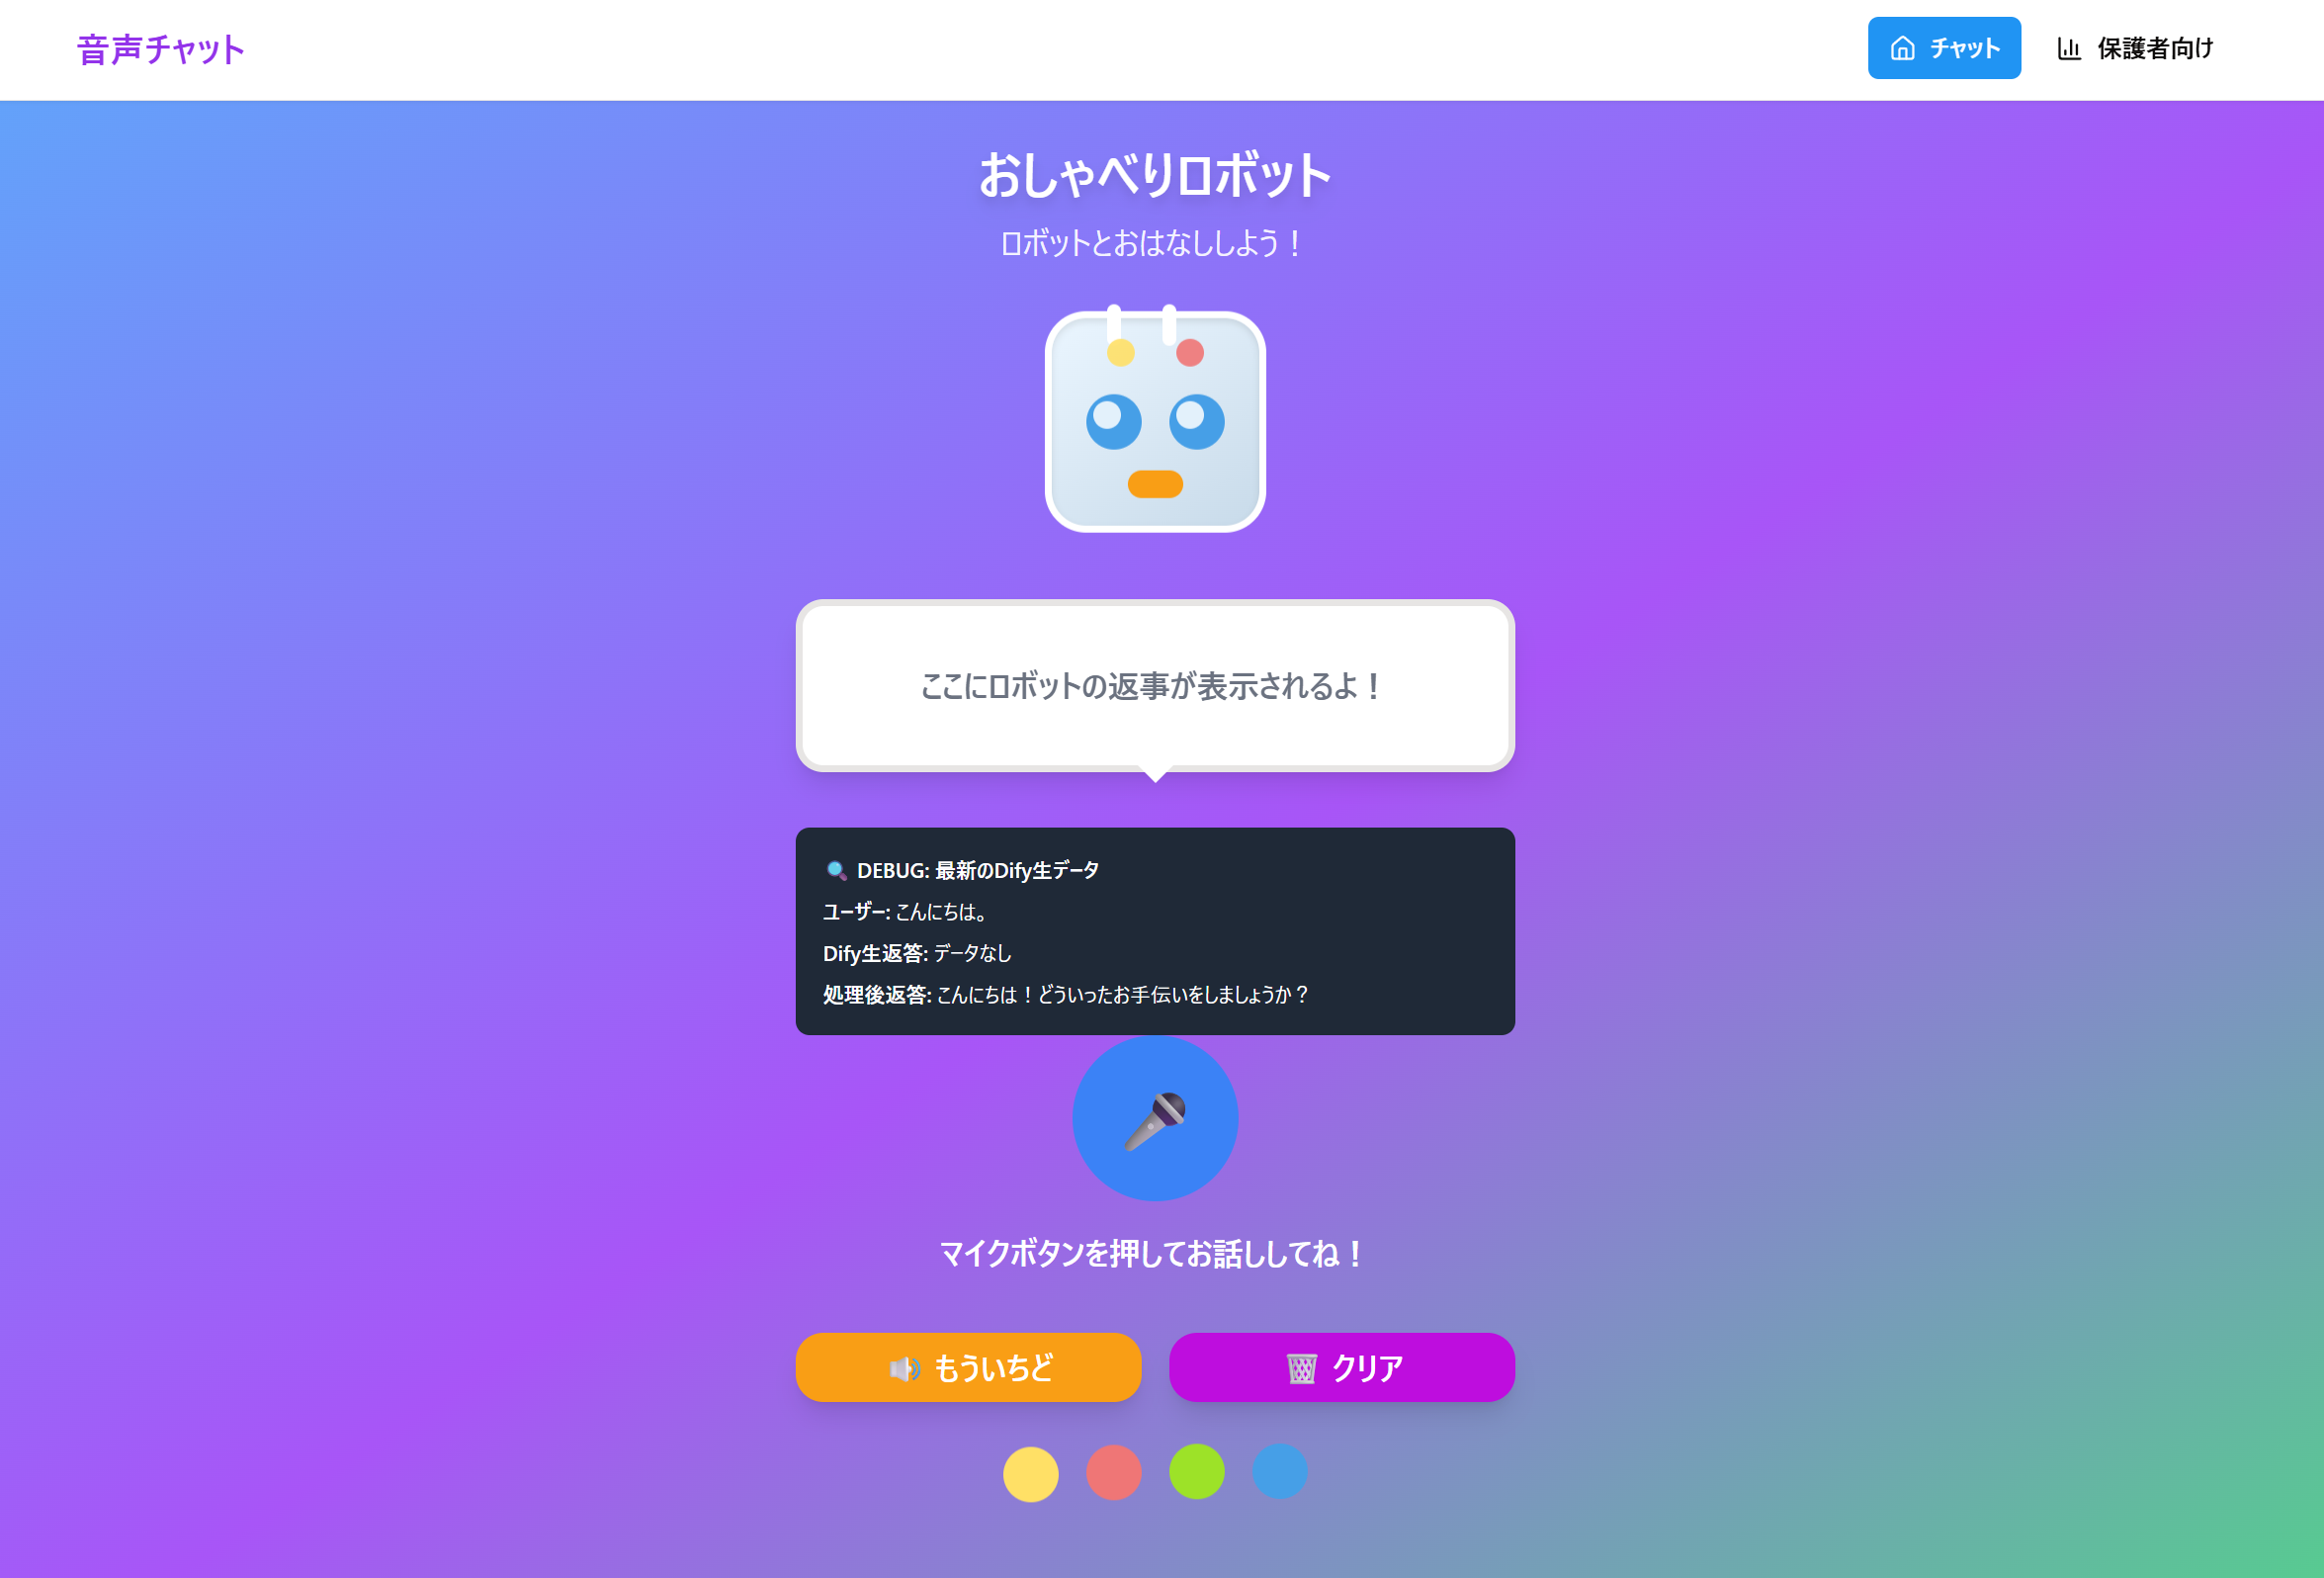 音声チャット
チャット
保護者向け
おしゃべりロボット
ロボットとおはなししよう！
ここにロボットの返事が表示されるよ！
🔍 DEBUG: 最新のDify生データ
ユーザー: こんにちは。
Dify生返答: データなし
処理後返答: こんにちは！どういったお手伝いをしましょうか？
マイクボタンを押してお話ししてね！
🔊 もういちど
🗑️ クリア